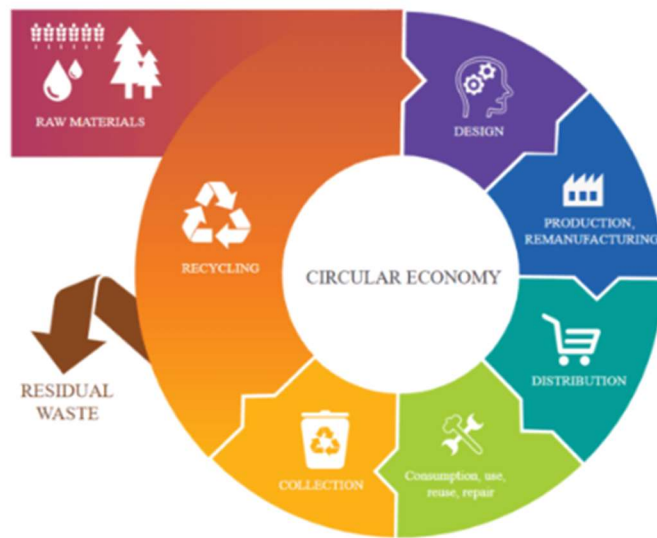 RAW MATERIALS
DESIGN
PRODUCTION,
REMANUFACTURING
RECYCLING
CIRCULAR ECONOMY
DISTRIBUTION
RESIDUAL
WASTE
COLLECTION
Consumption, use,
reuse, repair